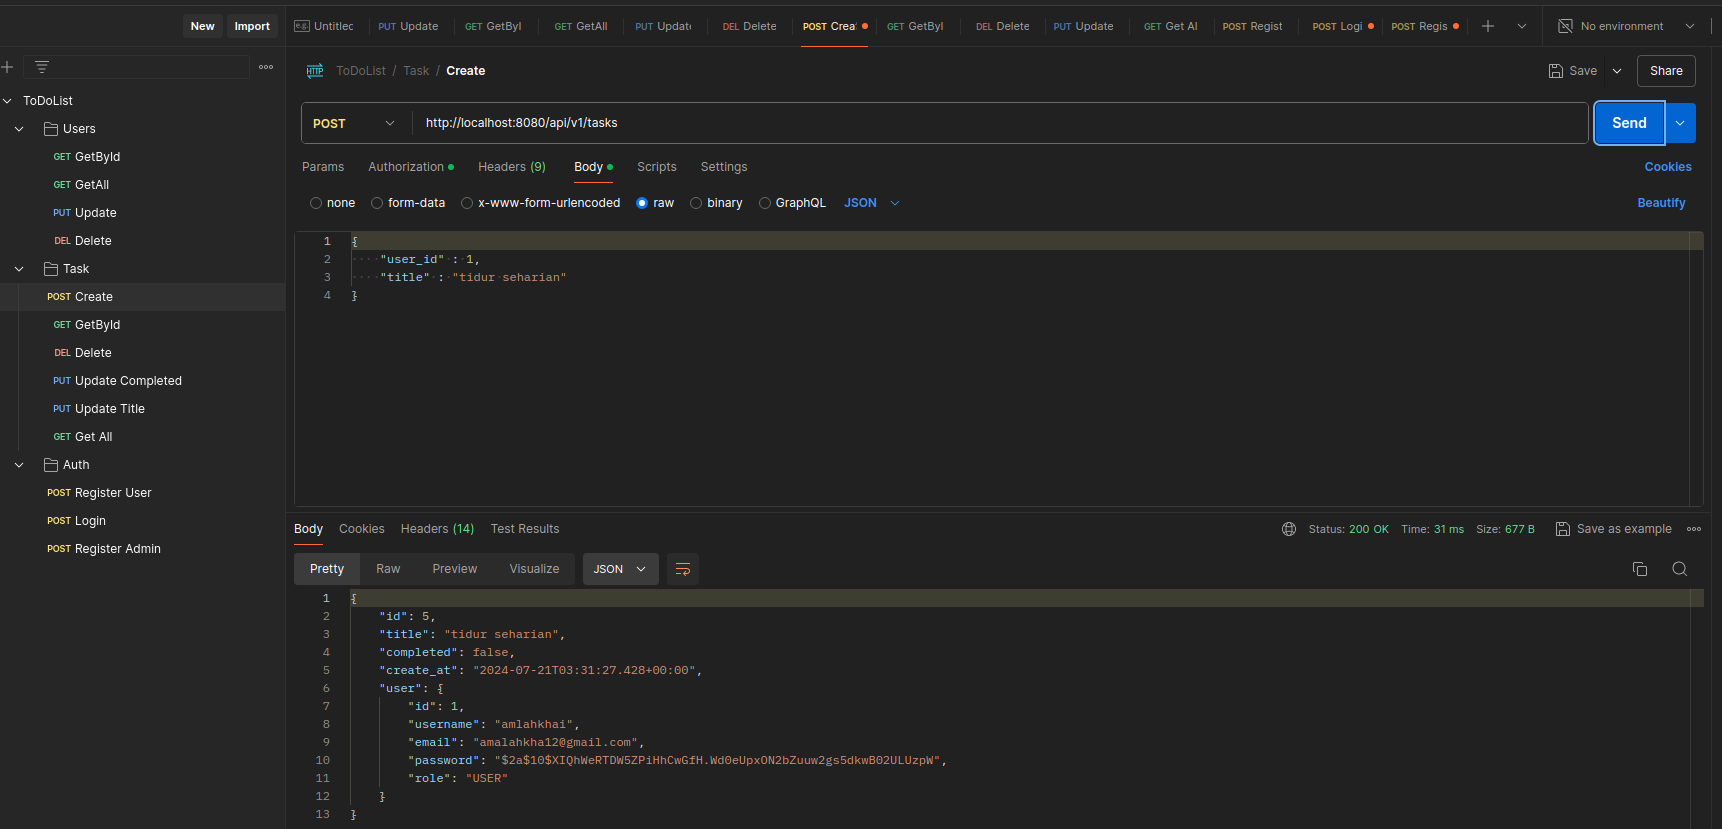 New Import
Untitlec PUT Update GET GetByI GET GetAll PUT Update DEL Delete POST Crea GET GetByI DEL Delete PUT Update GET Get Al POST Regist POST Logi POST Regis No environment
HTTP ToDoList / Task / Create Save Share
ToDoList
Users
GET GetById
GET GetAll
PUT Update
DEL Delete
Task
POST Create
GET GetById
DEL Delete
PUT Update Completed
PUT Update Title
GET Get All
Auth
POST Register User
POST Login
POST Register Admin
POST http://localhost:8080/api/v1/tasks Send
Params Authorization Headers (9) Body Scripts Settings Cookies
none form-data x-www-form-urlencoded raw binary GraphQL JSON Beautify
1 {
2 "user_id" : 1,
3 "title" : "tidur seharian"
4 }
Body Cookies Headers (14) Test Results Status: 200 OK Time: 31 ms Size: 677 B Save as example
Pretty Raw Preview Visualize JSON
1 {
2 "id": 5,
3 "title": "tidur seharian",
4 "completed": false,
5 "create_at": "2024-07-21T03:31:27.428+00:00",
6 "user": {
7 "id": 1,
8 "username": "amlahkhai",
9 "email": "amalahkha12@gmail.com",
10 "password": "$2a$10$XIQhWeRTDW5ZPiHhCwGfH.Wd0eUpxON2bZuuw2gs5dkwB02ULUzpW",
11 "role": "USER"
12 }
13 }